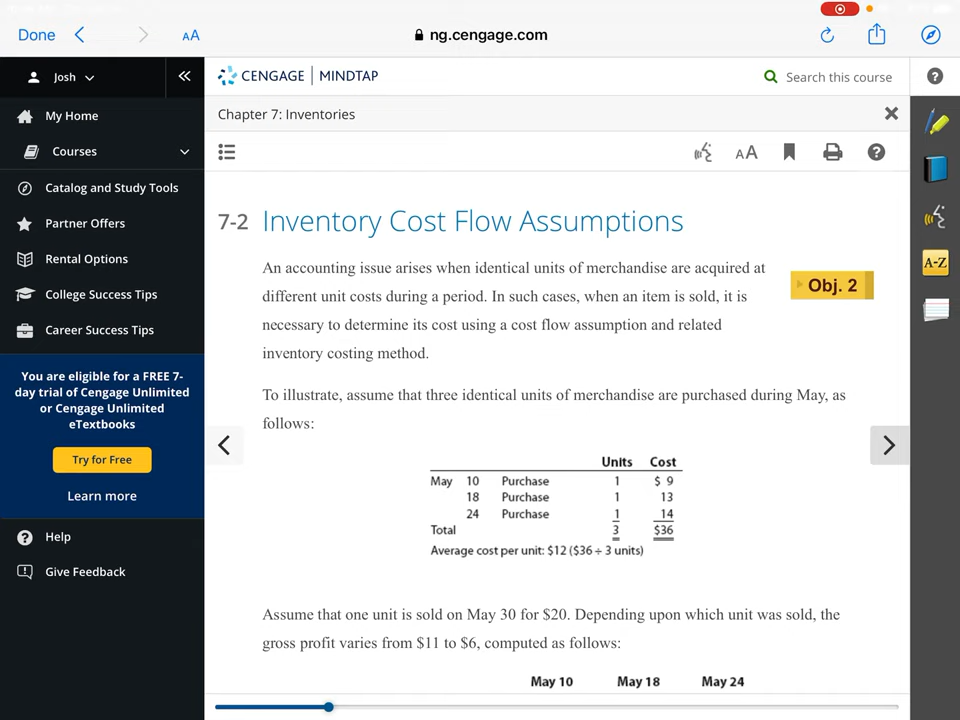 Done
AA
ng.cengage.com
Josh
CENGAGE | MINDTAP
Search this course
My Home
Courses
Catalog and Study Tools
Partner Offers
Rental Options
College Success Tips
Career Success Tips
You are eligible for a FREE 7-
day trial of Cengage Unlimited
or Cengage Unlimited
eTextbooks
Try for Free
Learn more
Help
Give Feedback
Chapter 7: Inventories
AA
7-2 Inventory Cost Flow Assumptions
An accounting issue arises when identical units of merchandise are acquired at
different unit costs during a period. In such cases, when an item is sold, it is
necessary to determine its cost using a cost flow assumption and related
inventory costing method.
Obj. 2
To illustrate, assume that three identical units of merchandise are purchased during May, as
follows:
Units Cost
May 10 Purchase 1 $ 9
18 Purchase 1 13
24 Purchase 1 14
Total 3 $36
Average cost per unit: $12 ($36 ÷ 3 units)
Assume that one unit is sold on May 30 for $20. Depending upon which unit was sold, the
gross profit varies from $11 to $6, computed as follows:
May 10 May 18 May 24
A-Z